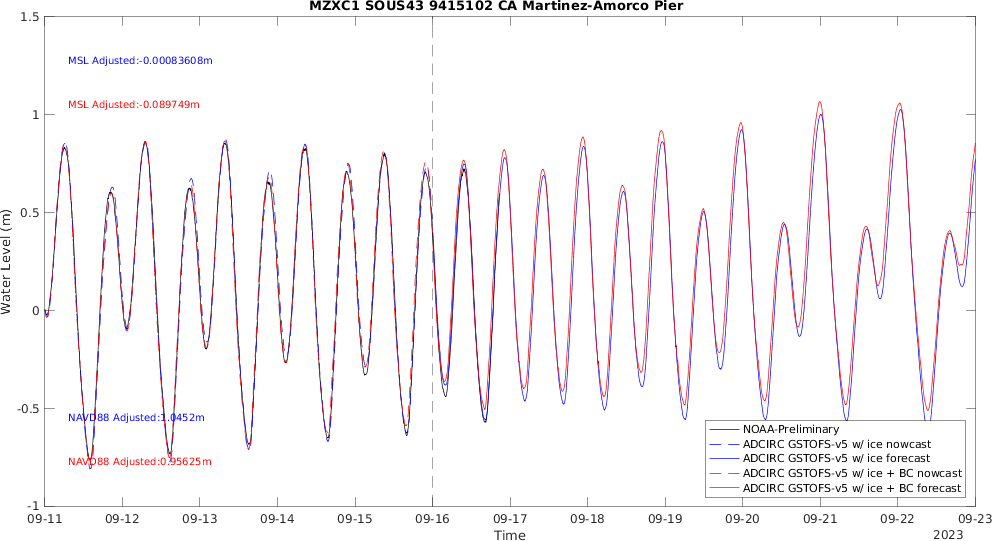 MZXC1 SOUS43 9415102 CA Martinez-Amorco Pier
1.5
1
0.5
0
-0.5
-1
Water Level (m)
MSL Adjusted:-0.00083608m
MSL Adjusted:-0.089749m
NAVD88 Adjusted:1.0452m
NAVD88 Adjusted:0.95625m
NOAA-Preliminary
ADCIRC GSTOFS-v5 w/ ice nowcast
ADCIRC GSTOFS-v5 w/ ice forecast
ADCIRC GSTOFS-v5 w/ ice + BC nowcast
ADCIRC GSTOFS-v5 w/ ice + BC forecast
09-11 09-12 09-13 09-14 09-15 09-16 09-17 09-18 09-19 09-20 09-21 09-22 09-23
Time
2023